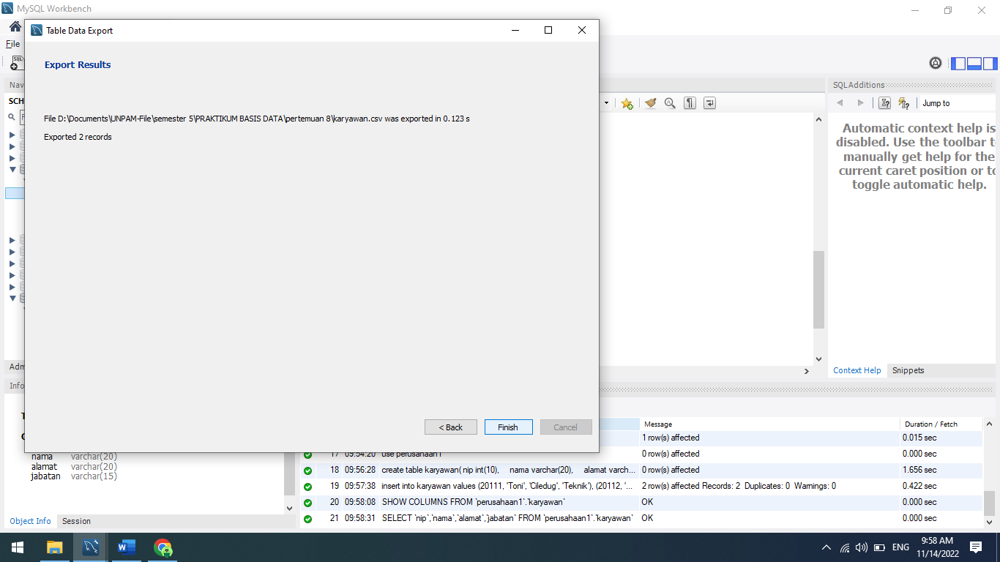 MySQL Workbench
Table Data Export
File
Export Results
File D:\Documents\UNPAM-File\semester 5\PRAKTIKUM BASIS DATA\pertemuan 8\karyawan.csv was exported in 0.123 s
Exported 2 records
< Back
Finish
Cancel
SQL
Nav
SCH
F
Adm
Info
SQLAdditions
Jump to
Automatic context help is
disabled. Use the toolbar t
manually get help for the
current caret position or to
toggle automatic help.
Context Help
Snippets
nama varchar(20)
alamat varchar(20)
jabatan varchar(15)
Object Info
Session
Message
Duration / Fetch
1 row(s) affected 0.015 sec
17 09:54:20 use perusahaan1 0 row(s) affected 0.000 sec
18 09:56:28 create table karyawan( nip int(10), nama varchar(20), alamat varch... 0 row(s) affected 1.656 sec
19 09:57:38 insert into karyawan values (20111, 'Toni', 'Ciledug', 'Teknik'), (20112, '... 2 row(s) affected Records: 2 Duplicates: 0 Warnings: 0 0.422 sec
20 09:58:08 SHOW COLUMNS FROM `perusahaan1`.`karyawan` OK 0.000 sec
21 09:58:31 SELECT `nip`,`nama`,`alamat`,`jabatan` FROM `perusahaan1`.`karyawan` OK 0.000 sec
ENG
9:58 AM
11/14/2022